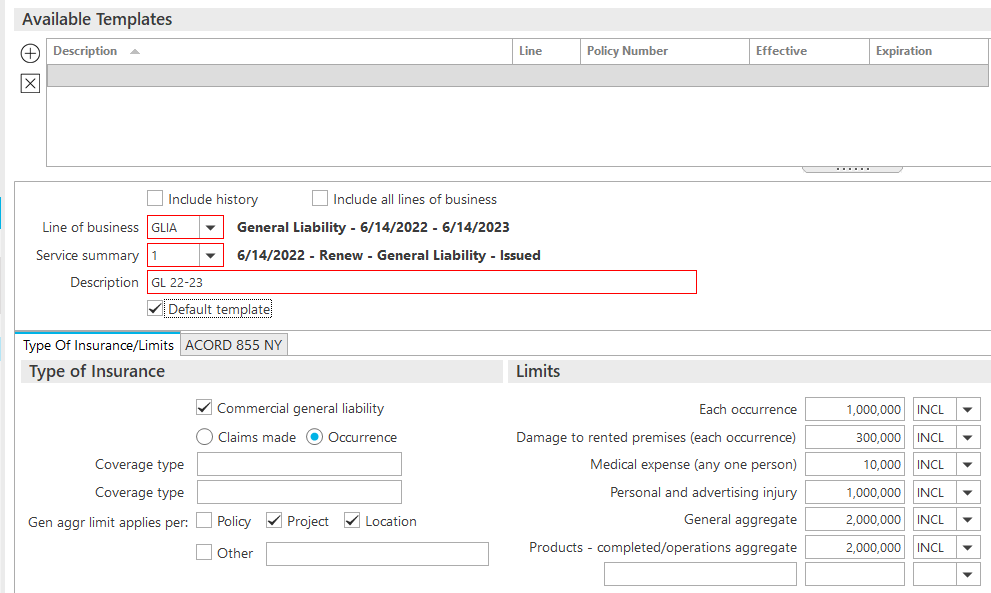 Available Templates
Description Line Policy Number Effective Expiration
Include history Include all lines of business
Line of business GLIA General Liability - 6/14/2022 - 6/14/2023
Service summary 1 6/14/2022 - Renew - General Liability - Issued
Description GL 22-23
Default template
Type Of Insurance/Limits ACORD 855 NY
Type of Insurance
Commercial general liability
Claims made Occurrence
Coverage type
Coverage type
Gen aggr limit applies per: Policy Project Location
Other
Limits
Each occurrence 1,000,000 INCL
Damage to rented premises (each occurrence) 300,000 INCL
Medical expense (any one person) 10,000 INCL
Personal and advertising injury 1,000,000 INCL
General aggregate 2,000,000 INCL
Products - completed/operations aggregate 2,000,000 INCL